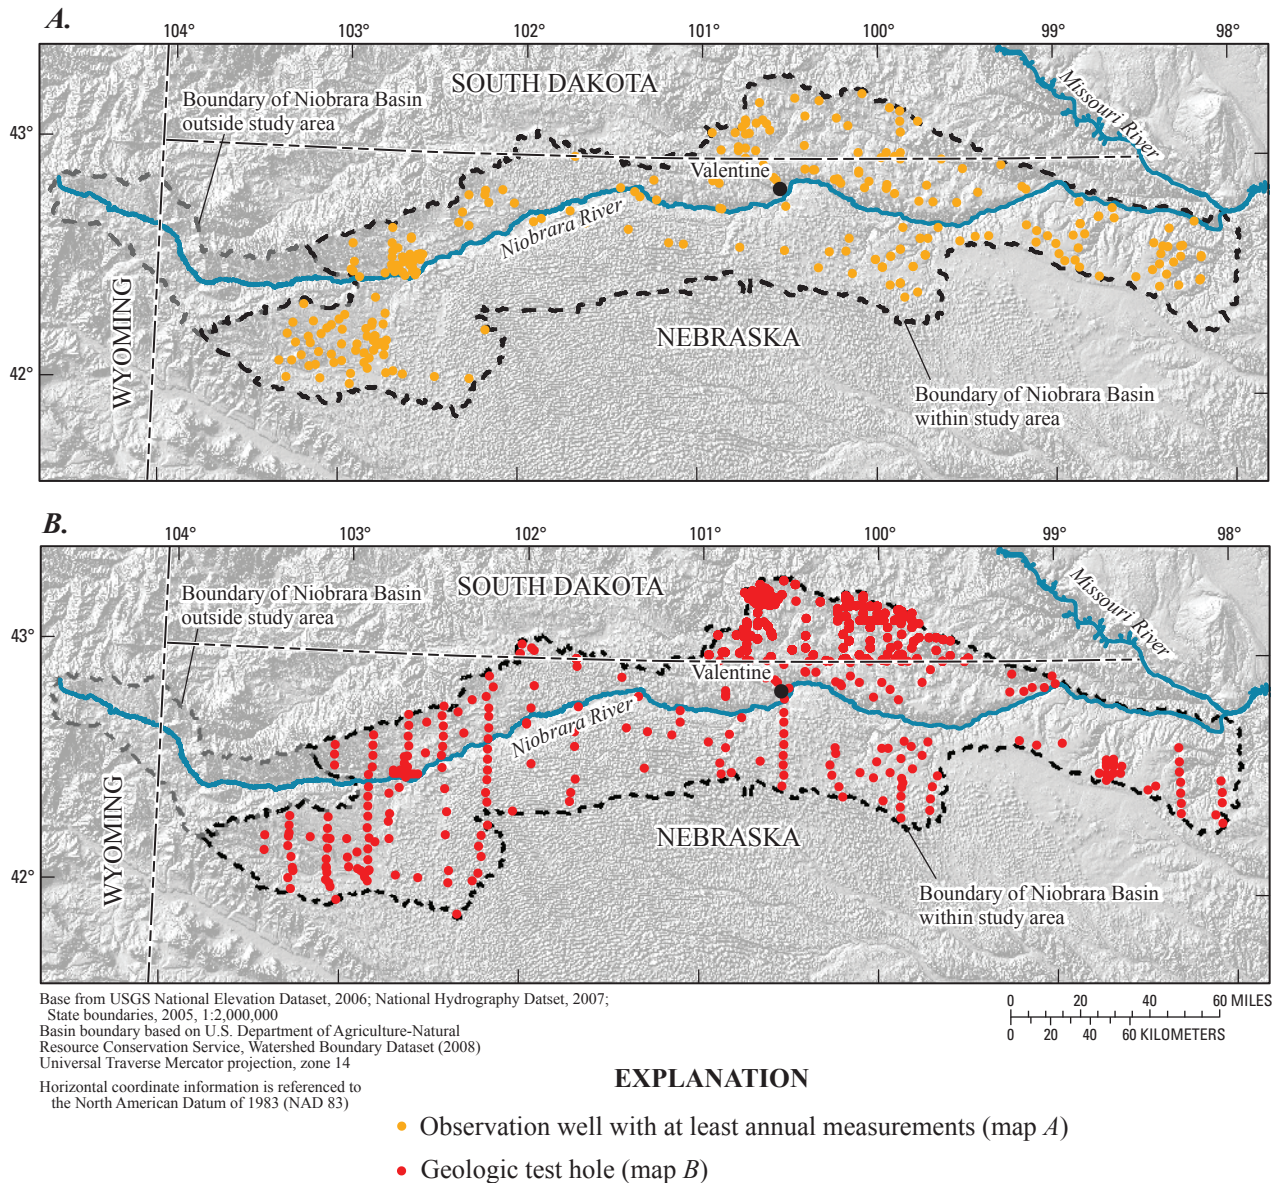 A.
104°
103°
102°
101°
100°
99°
98°
SOUTH DAKOTA
Boundary of Niobrara Basin
outside study area
Missouri River
43°
Valentine
Niobrara River
WYOMING
NEBRASKA
42°
Boundary of Niobrara Basin
within study area
B.
104°
103°
102°
101°
100°
99°
98°
SOUTH DAKOTA
Boundary of Niobrara Basin
outside study area
Missouri River
43°
Valentine
Niobrara River
WYOMING
NEBRASKA
42°
Boundary of Niobrara Basin
within study area
Base from USGS National Elevation Dataset, 2006; National Hydrography Datset, 2007;
State boundaries, 2005, 1:2,000,000
Basin boundary based on U.S. Department of Agriculture-Natural
Resource Conservation Service, Watershed Boundary Dataset (2008)
Universal Traverse Mercator projection, zone 14
Horizontal coordinate information is referenced to
the North American Datum of 1983 (NAD 83)
0 20 40 60 MILES
0 20 40 60 KILOMETERS
EXPLANATION
Observation well with at least annual measurements (map A)
Geologic test hole (map B)